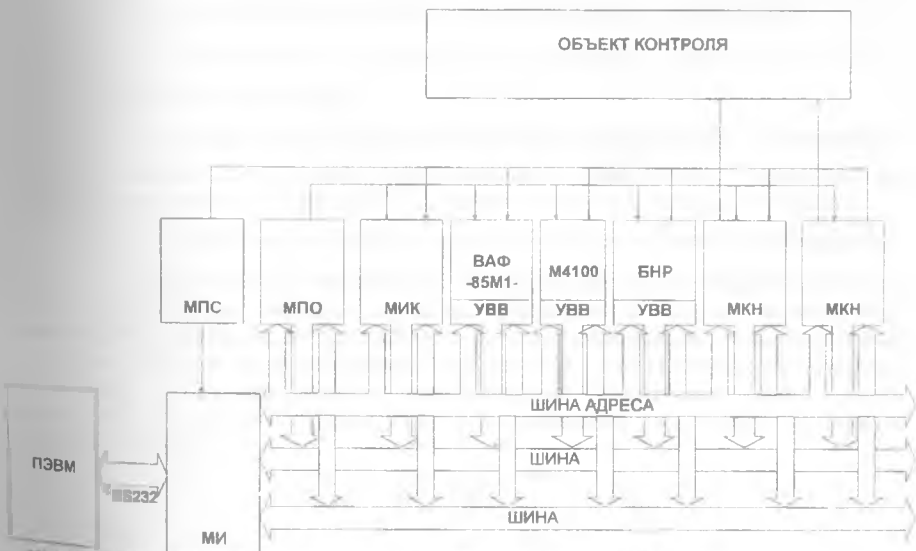 ОБЪЕКТ КОНТРОЛЯ
ВАФ
-85М1-
М4100
БНР
МПС
МПО
МИК
УВВ
УВВ
УВВ
МКН
МКН
ШИНА АДРЕСА
ШИНА
ШИНА
ПЭВМ
МИ